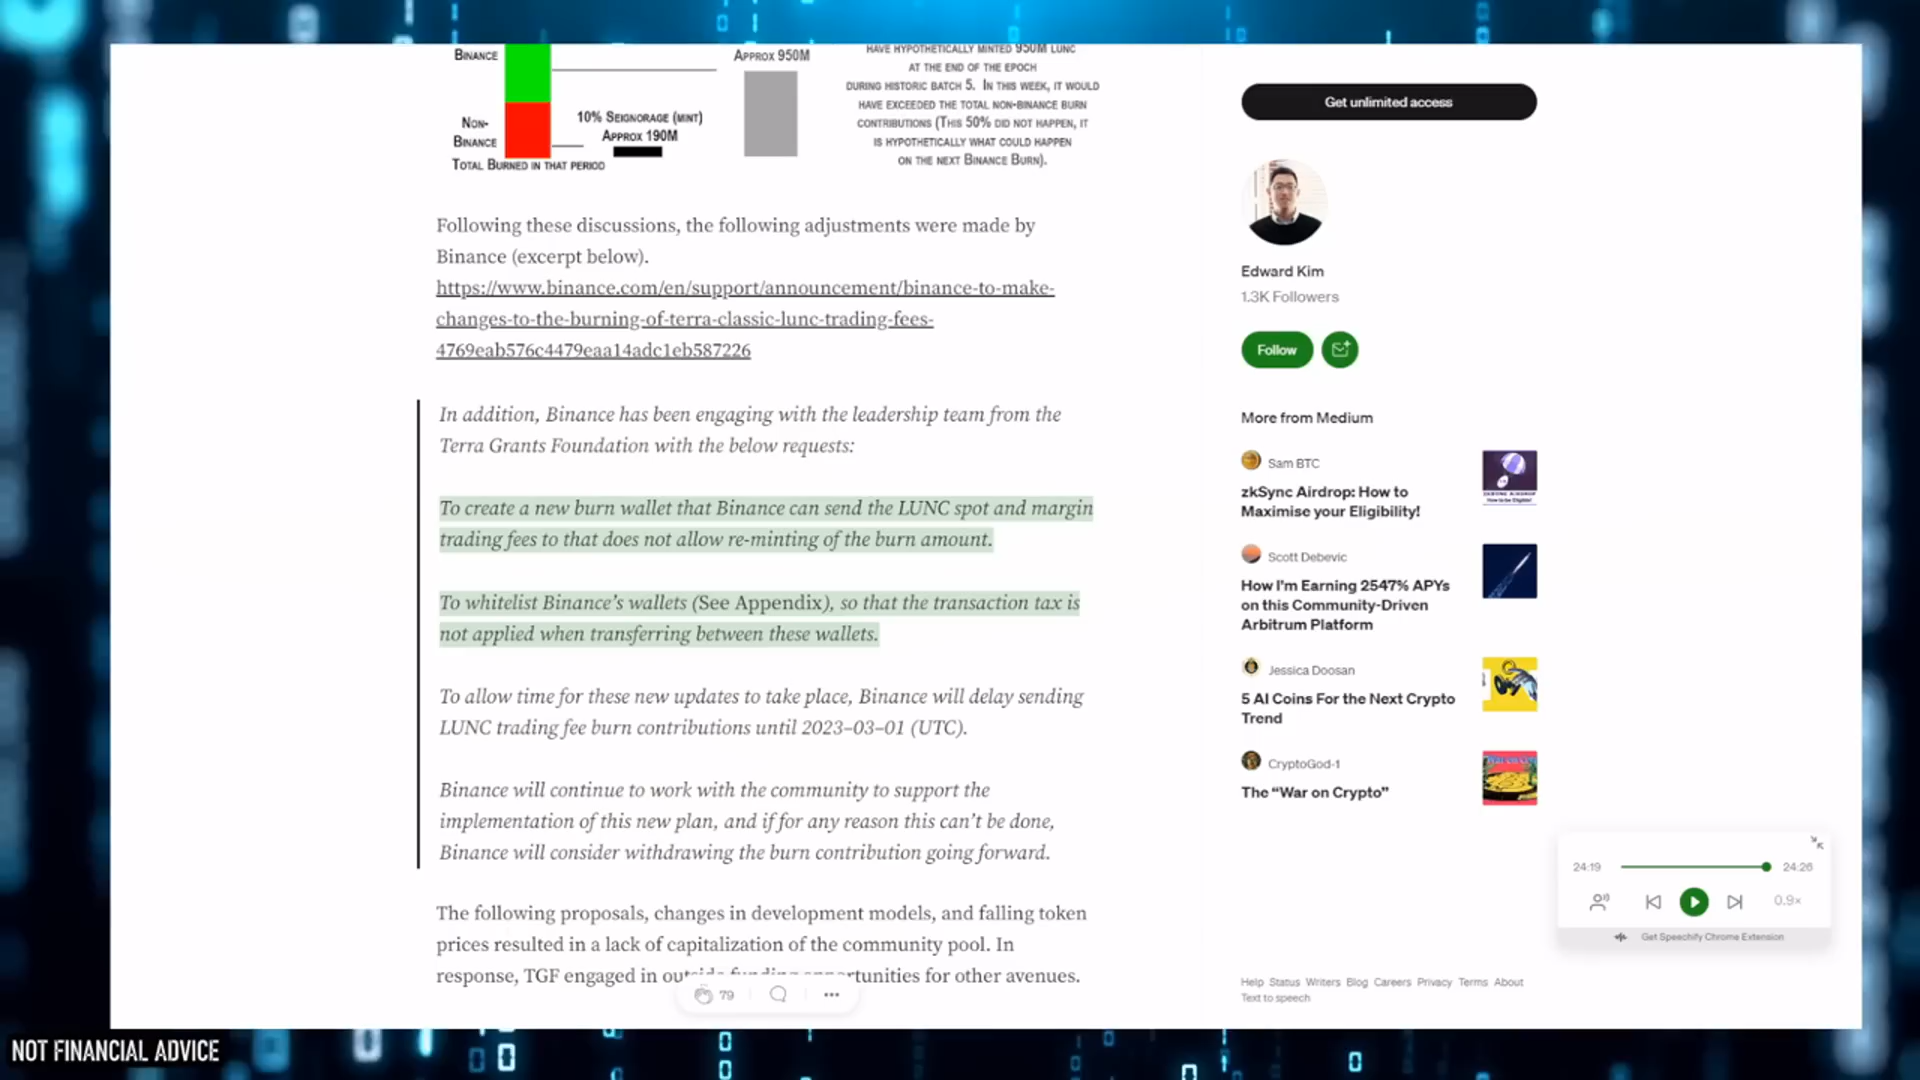 BINANCE
APPROX 950M
NON-
BINANCE
10% SEIGNORAGE (MINT)
APPROX 190M
TOTAL BURNED IN THAT PERIOD
HAVE HYPOTHETICALLY MINTED 950M LUNC
AT THE END OF THE EPOCH
DURING HISTORIC BATCH 5. IN THIS WEEK, IT WOULD
HAVE EXCEEDED THE TOTAL NON-BINANCE BURN
CONTRIBUTIONS (THIS 50% DID NOT HAPPEN, IT
IS HYPOTHETICALLY WHAT COULD HAPPEN
ON THE NEXT BINANCE BURN).
Following these discussions, the following adjustments were made by
Binance (excerpt below).
https://www.binance.com/en/support/announcement/binance-to-make-
changes-to-the-burning-of-terra-classic-lunc-trading-fees-
4769eab576c4479eaa14adc1eb587226
In addition, Binance has been engaging with the leadership team from the
Terra Grants Foundation with the below requests:
To create a new burn wallet that Binance can send the LUNC spot and margin
trading fees to that does not allow re-minting of the burn amount.
To whitelist Binance's wallets (See Appendix), so that the transaction tax is
not applied when transferring between these wallets.
To allow time for these new updates to take place, Binance will delay sending
LUNC trading fee burn contributions until 2023–03–01 (UTC).
Binance will continue to work with the community to support the
implementation of this new plan, and if for any reason this can't be done,
Binance will consider withdrawing the burn contribution going forward.
The following proposals, changes in development models, and falling token
prices resulted in a lack of capitalization of the community pool. In
response, TGF engaged in outside funding opportunities for other avenues.
79
Get unlimited access
Edward Kim
1.3K Followers
Follow
More from Medium
Sam BTC
zkSync Airdrop: How to
Maximise your Eligibility!
Scott Debevic
How I'm Earning 2547% APYs
on this Community-Driven
Arbitrum Platform
Jessica Doosan
5 AI Coins For the Next Crypto
Trend
CryptoGod-1
The "War on Crypto"
24:19
24:26
0.9×
Get Speechify Chrome Extension
Help Status Writers Blog Careers Privacy Terms About
Text to speech
NOT FINANCIAL ADVICE